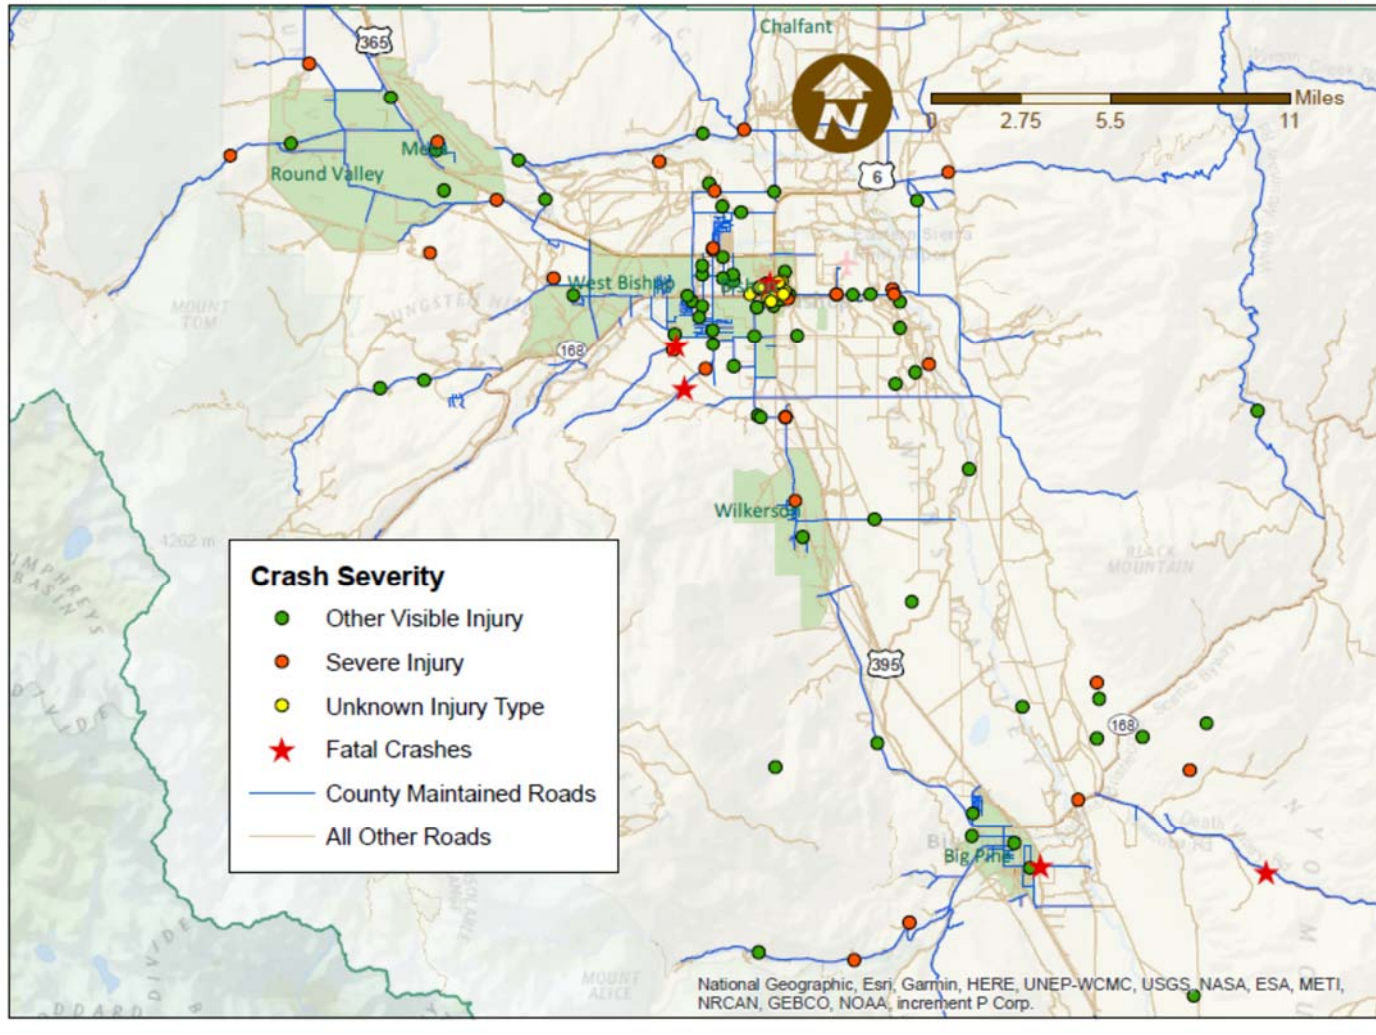 Chalfant
365
N
Miles
0 2.75 5.5 11
6
Round Valley
West Bishop
MOUNT
TOM
168
Wilkerson
4262 m
BLACK
MOUNTAIN
Crash Severity
Other Visible Injury
Severe Injury
Unknown Injury Type
Fatal Crashes
County Maintained Roads
All Other Roads
395
168
Big Pine
MOUNT
ALICE
National Geographic, Esri, Garmin, HERE, UNEP-WCMC, USGS, NASA, ESA, METI,
NRCAN, GEBCO, NOAA, increment P Corp.